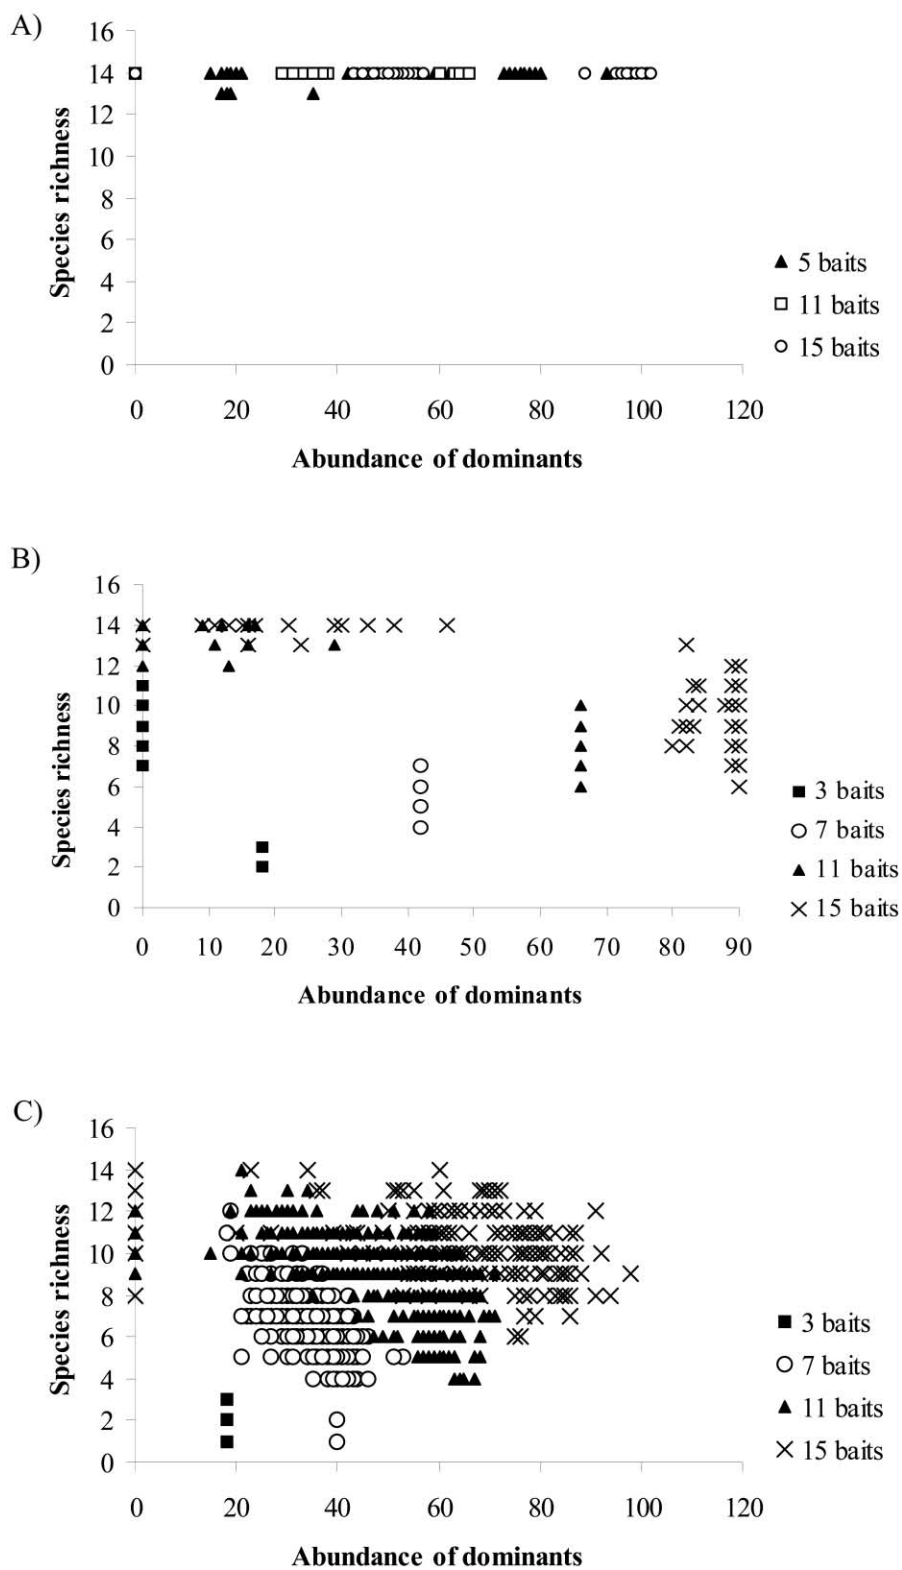 A)
16
14
12
10
8
6
4
2
0
Species richness
0 20 40 60 80 100 120
Abundance of dominants
5 baits
11 baits
15 baits
B)
16
14
12
10
8
6
4
2
0
Species richness
0 10 20 30 40 50 60 70 80 90
Abundance of dominants
3 baits
7 baits
11 baits
15 baits
C)
16
14
12
10
8
6
4
2
0
Species richness
0 20 40 60 80 100 120
Abundance of dominants
3 baits
7 baits
11 baits
15 baits